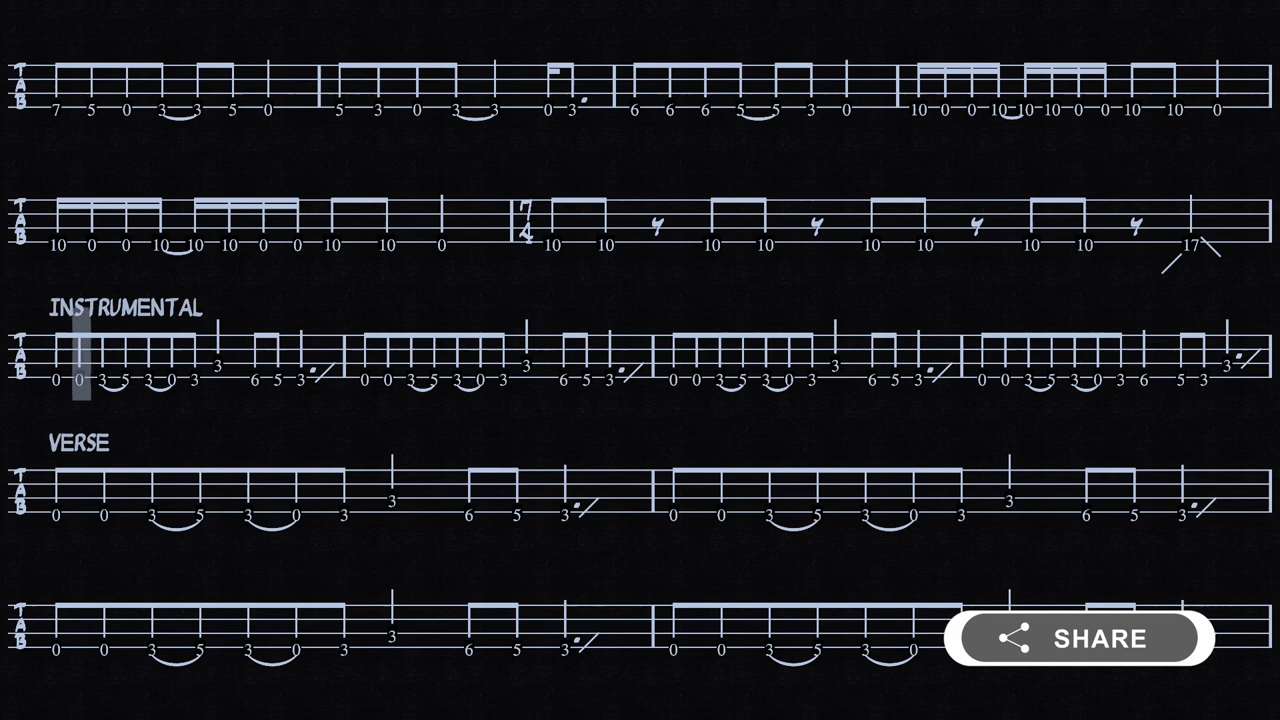 TAB 7 5 0 3 3 5 0 5 3 0 3 3 0 3 6 6 6 5 5 3 0 10 0 0 10 10 10 0 0 10 10 0
TAB 10 0 0 10 10 10 0 0 10 10 0 7/4 10 10 10 10 10 10 10 10 17
INSTRUMENTAL
TAB 0 0 3 5 3 0 3 3 6 5 3 0 0 3 5 3 0 3 3 6 5 3 0 0 3 5 3 0 3 3 6 5 3 0 0 3 5 3 0 3 6 5 3 3
VERSE
TAB 0 0 3 5 3 0 3 3 6 5 3 0 0 3 5 3 0 3 3 6 5 3
TAB 0 0 3 5 3 0 3 3 6 5 3 0 0 3 5 3 0
SHARE